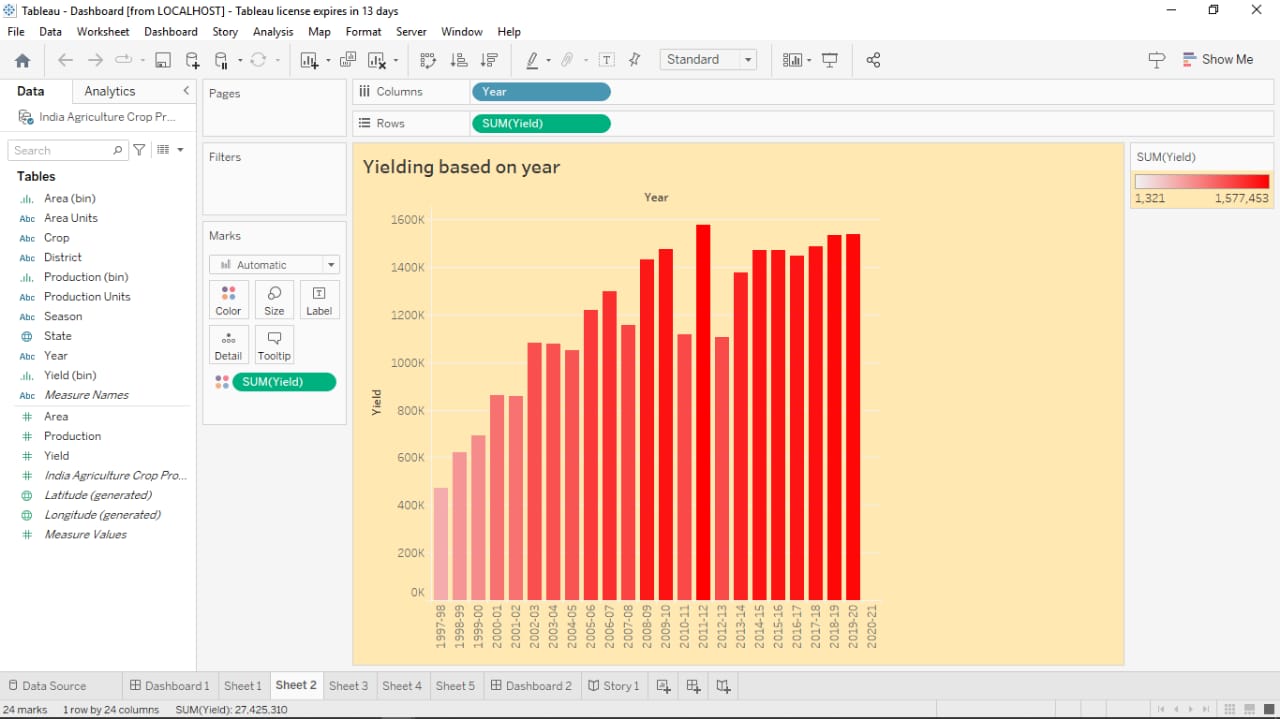 Tableau - Dashboard [from LOCALHOST] - Tableau license expires in 13 days
File Data Worksheet Dashboard Story Analysis Map Format Server Window Help
Standard
Show Me
Data Analytics
India Agriculture Crop Pr...
Search
Tables
Area (bin)
Abc Area Units
Abc Crop
Abc District
Production (bin)
Abc Production Units
Abc Season
State
Abc Year
Yield (bin)
Abc Measure Names
Area
Production
Yield
India Agriculture Crop Pro...
Latitude (generated)
Longitude (generated)
Measure Values
Pages
Filters
Marks
Automatic
Color Size Label
Detail Tooltip
SUM(Yield)
Columns Year
Rows SUM(Yield)
Yielding based on year
Year
Yield
1600K
1400K
1200K
1000K
800K
600K
400K
200K
0K
1997-98
1998-99
1999-00
2000-01
2001-02
2002-03
2003-04
2004-05
2005-06
2006-07
2007-08
2008-09
2009-10
2010-11
2011-12
2012-13
2013-14
2014-15
2015-16
2016-17
2017-18
2018-19
2019-20
2020-21
SUM(Yield)
1,321 1,577,453
Data Source Dashboard 1 Sheet 1 Sheet 2 Sheet 3 Sheet 4 Sheet 5 Dashboard 2 Story 1
24 marks 1 row by 24 columns SUM(Yield): 27,425,310